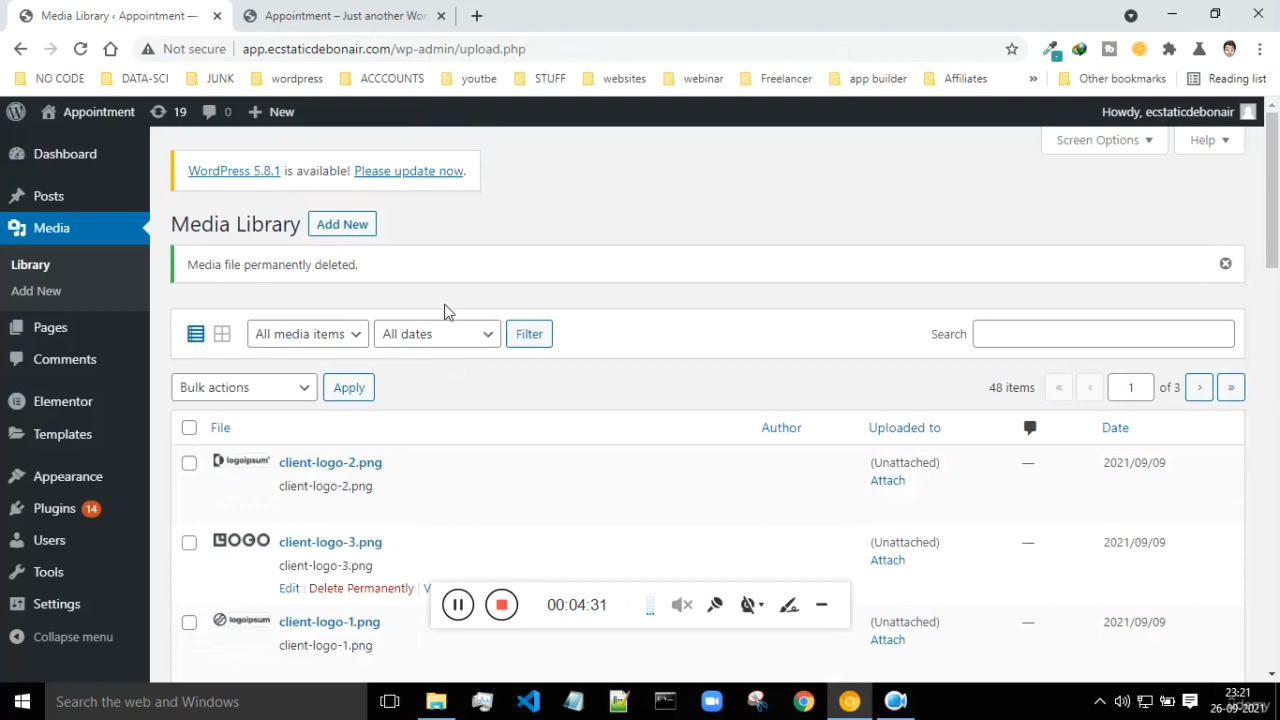 Media Library ‹ Appointment —
Appointment – Just another Wor
Not secure
app.ecstaticdebonair.com/wp-admin/upload.php
NO CODE
DATA-SCI
JUNK
wordpress
ACCCOUNTS
youtbe
STUFF
websites
webinar
Freelancer
app builder
Affiliates
»
Other bookmarks
Reading list
Appointment
19
0
New
Howdy, ecstaticdebonair
Dashboard
Posts
Media
Library
Add New
Pages
Comments
Elementor
Templates
Appearance
Plugins 14
Users
Tools
Settings
Collapse menu
Screen Options
Help
WordPress 5.8.1 is available! Please update now.
Media Library
Add New
Media file permanently deleted.
All media items
All dates
Filter
Search
Bulk actions
Apply
48 items
«
‹
1
of 3
›
»
File
Author
Uploaded to
Date
logoipsum
client-logo-2.png
client-logo-2.png
(Unattached)
Attach
—
2021/09/09
LOGO
client-logo-3.png
client-logo-3.png
Edit | Delete Permanently | V
(Unattached)
Attach
—
2021/09/09
logoipsum
client-logo-1.png
client-logo-1.png
(Unattached)
Attach
—
2021/09/09
00:04:31
Search the web and Windows
23:21
26-09-2021
udemy